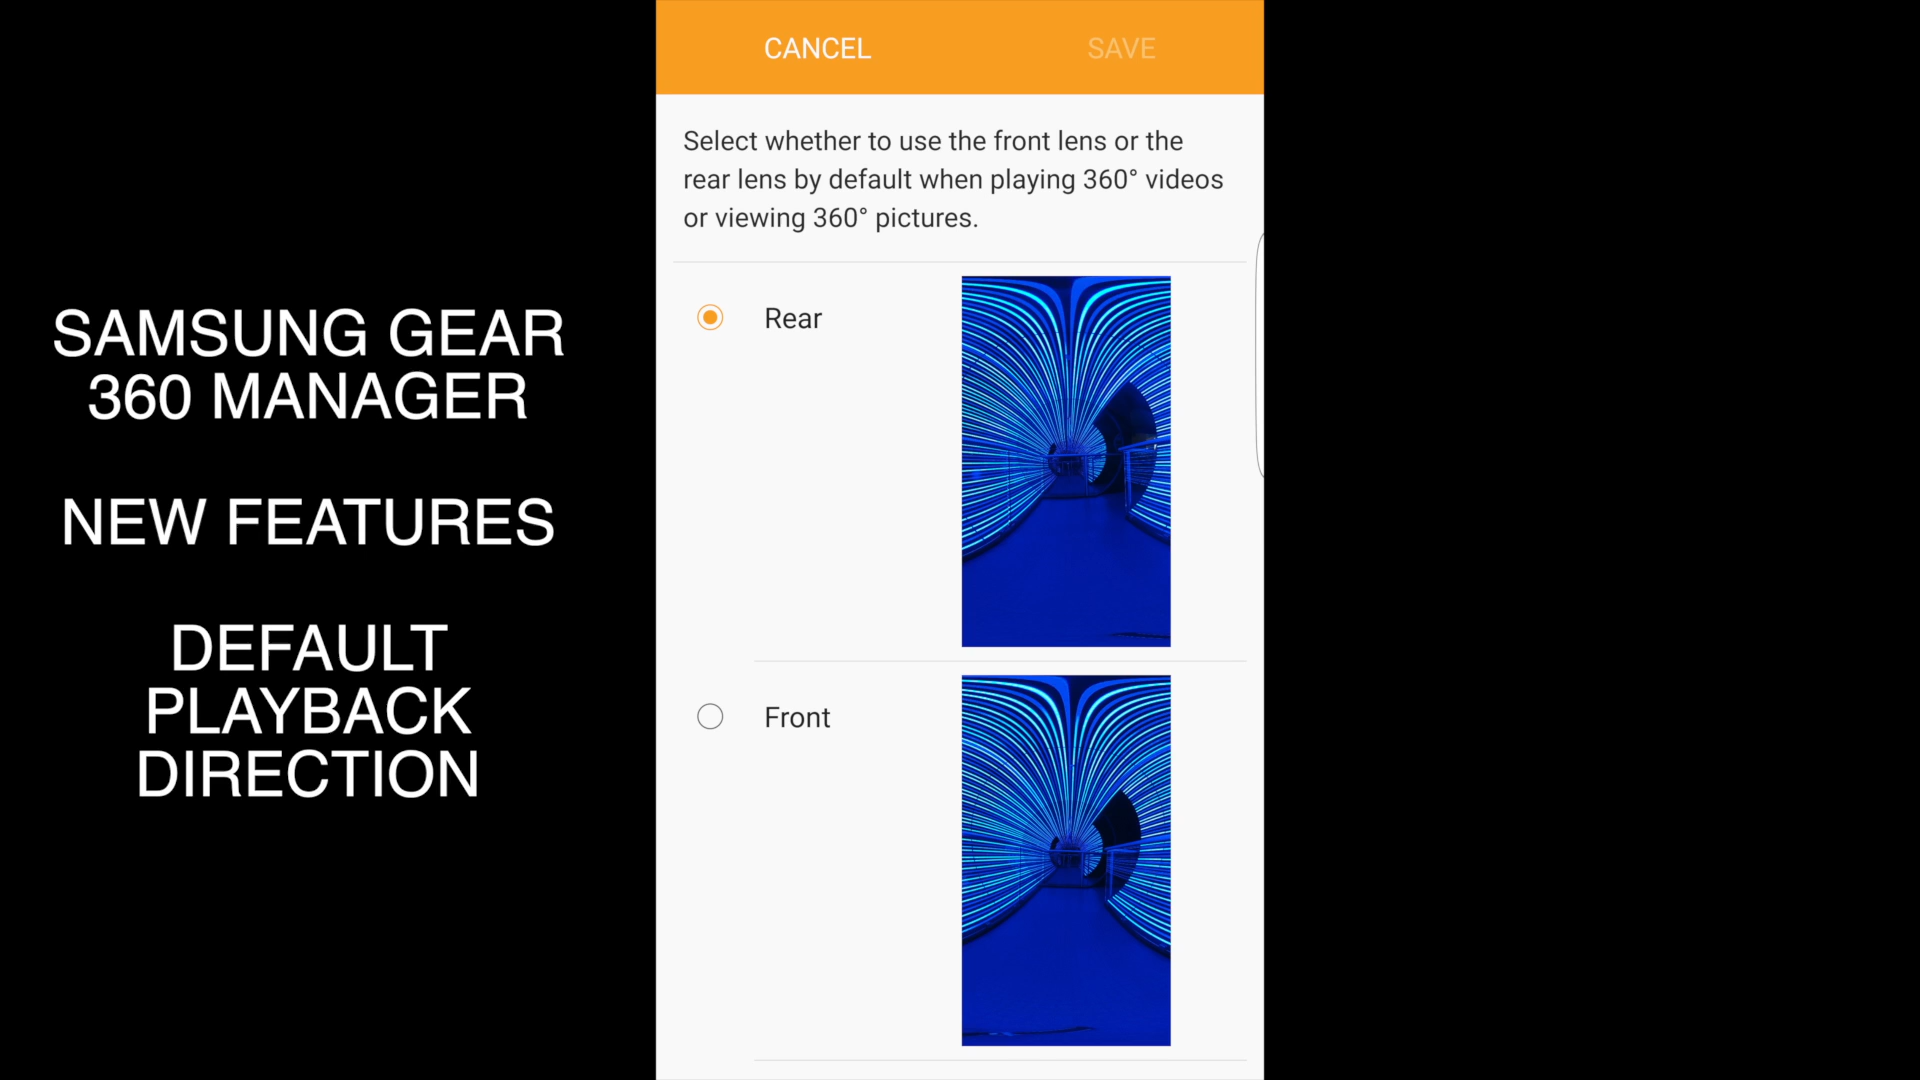 SAMSUNG GEAR
360 MANAGER
NEW FEATURES
DEFAULT
PLAYBACK
DIRECTION
CANCEL
SAVE
Select whether to use the front lens or the
rear lens by default when playing 360° videos
or viewing 360° pictures.
Rear
Front